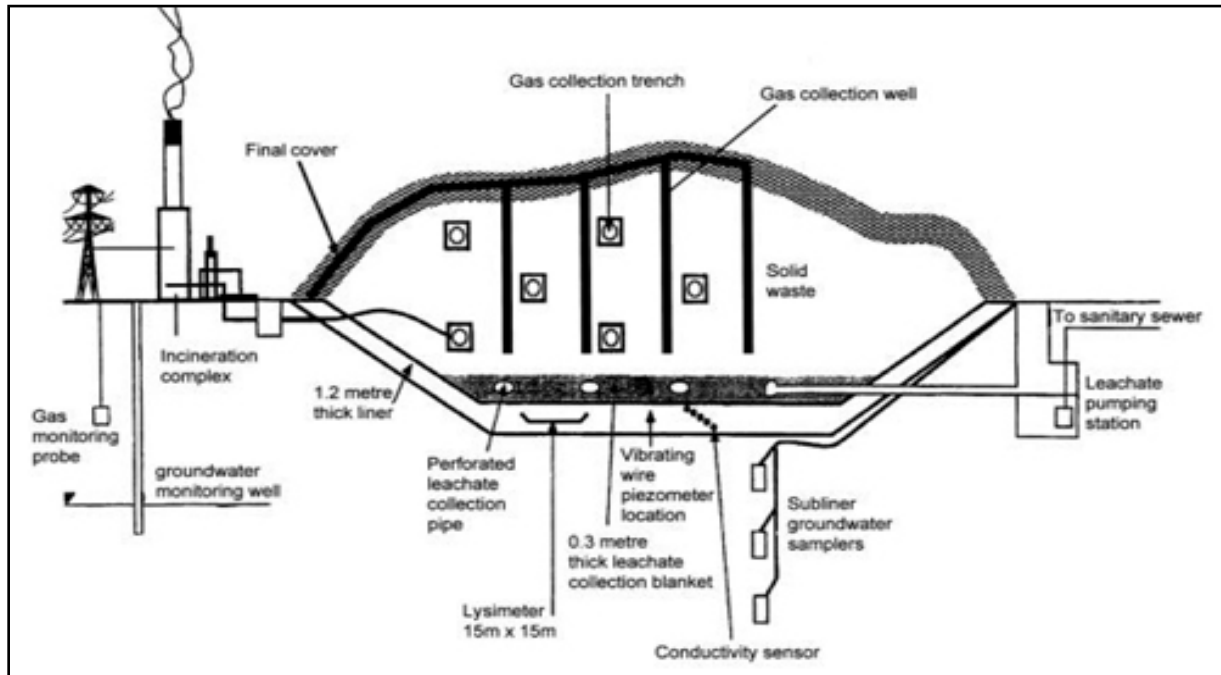 Gas collection trench
Gas collection well
Final cover
Solid
waste
To sanitary sewer
Incineration
complex
1.2 metre
thick liner
Leachate
pumping
station
Gas
monitoring
probe
groundwater
monitoring well
Perforated
leachate
collection
pipe
Vibrating
wire
piezometer
location
Subliner
groundwater
samplers
0.3 metre
thick leachate
collection blanket
Lysimeter
15m x 15m
Conductivity sensor